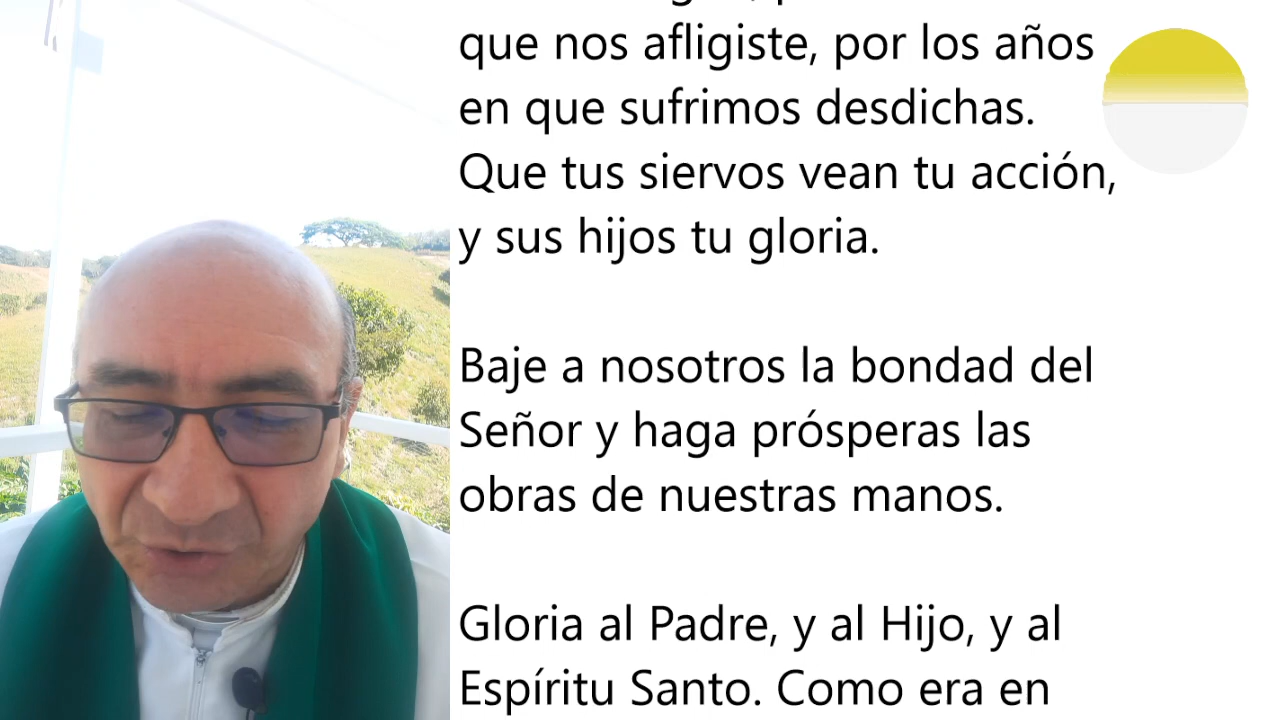 que nos afligiste, por los años
en que sufrimos desdichas.
Que tus siervos vean tu acción,
y sus hijos tu gloria.
Baje a nosotros la bondad del
Señor y haga prósperas las
obras de nuestras manos.
Gloria al Padre, y al Hijo, y al
Espíritu Santo. Como era en